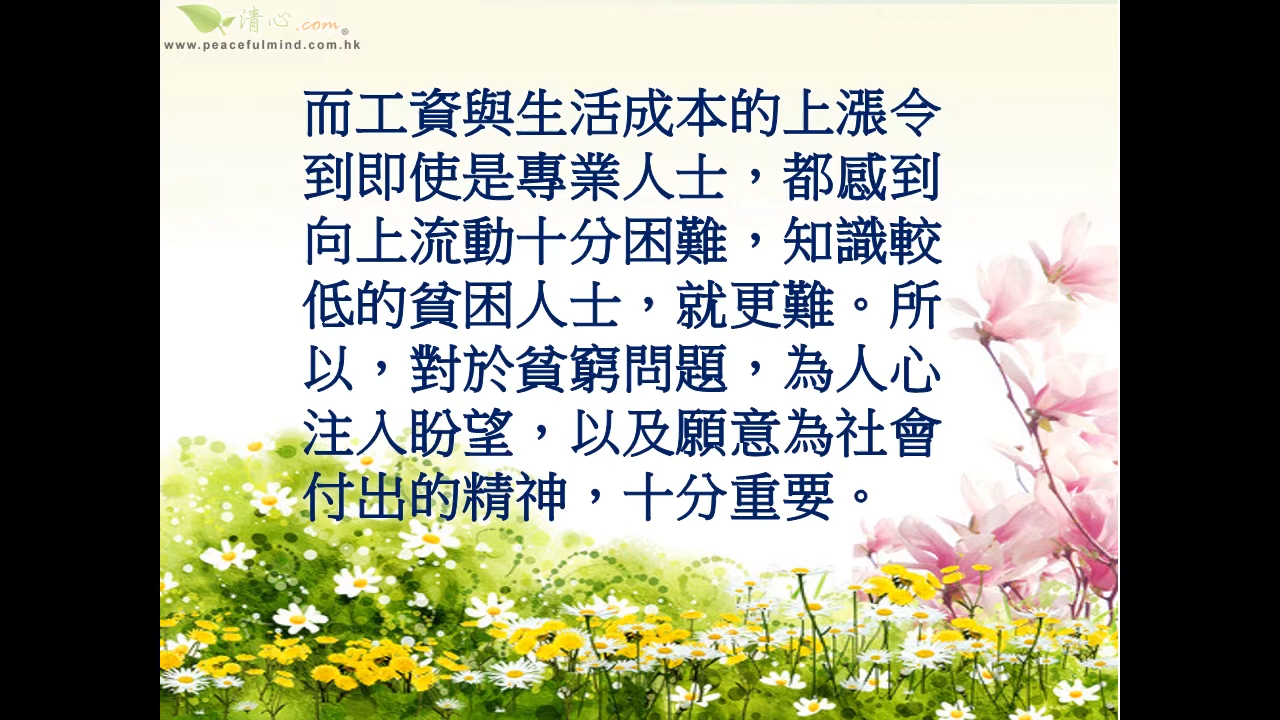 清心.com®
www.peacefulmind.com.hk
而工資與生活成本的上漲令
到即使是專業人士，都感到
向上流動十分困難，知識較
低的貧困人士，就更難。所
以，對於貧窮問題，為人心
注入盼望，以及願意為社會
付出的精神，十分重要。